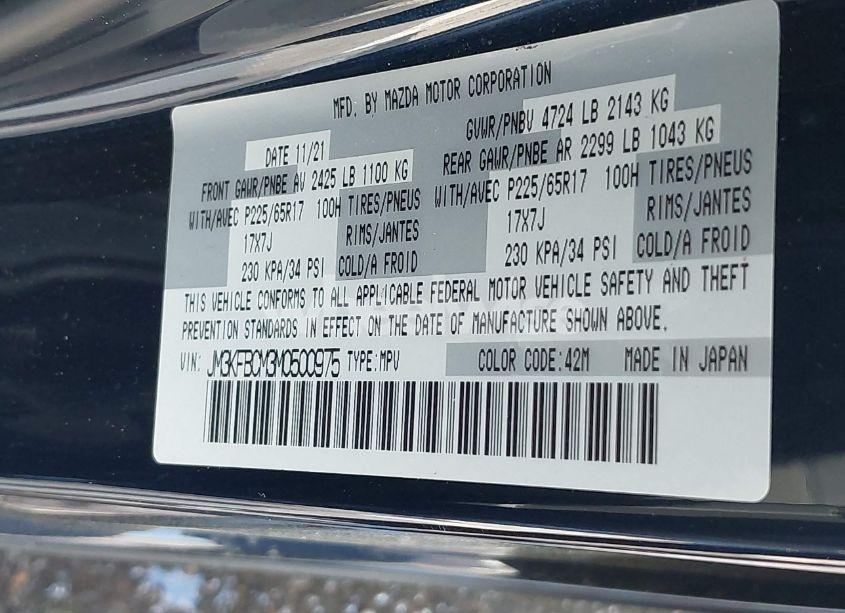 MFD. BY MAZDA MOTOR CORPORATION
DATE 11/21
GVWR/PNBV 4724 LB 2143 KG
FRONT GAWR/PNBE AV 2425 LB 1100 KG
REAR GAWR/PNBE AR 2299 LB 1043 KG
WITH/AVEC P225/65R17 100H TIRES/PNEUS
WITH/AVEC P225/65R17 100H TIRES/PNEUS
17X7J RIMS/JANTES
17X7J RIMS/JANTES
230 KPA/34 PSI COLD/A FROID
230 KPA/34 PSI COLD/A FROID
THIS VEHICLE CONFORMS TO ALL APPLICABLE FEDERAL MOTOR VEHICLE SAFETY AND THEFT
PREVENTION STANDARDS IN EFFECT ON THE DATE OF MANUFACTURE SHOWN ABOVE.
VIN: JM3KFBCM3M0500975 TYPE:MPV COLOR CODE:42M MADE IN JAPAN